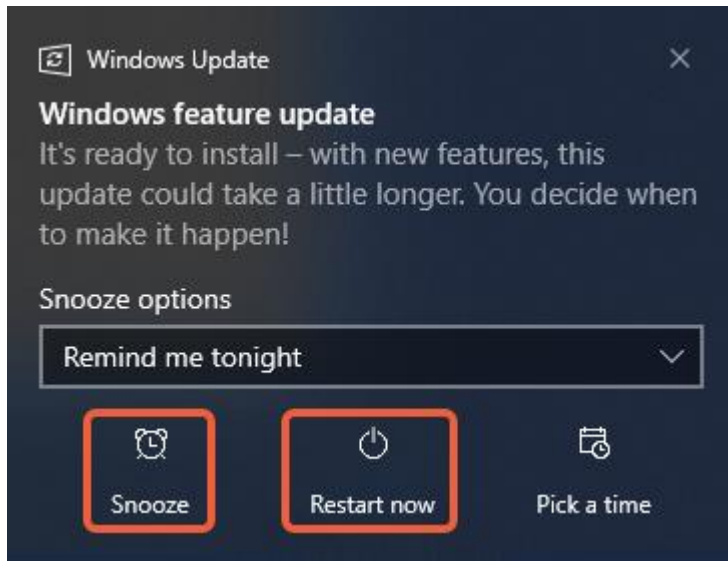 Windows Update
Windows feature update
It's ready to install – with new features, this
update could take a little longer. You decide when
to make it happen!
Snooze options
Remind me tonight
Snooze
Restart now
Pick a time